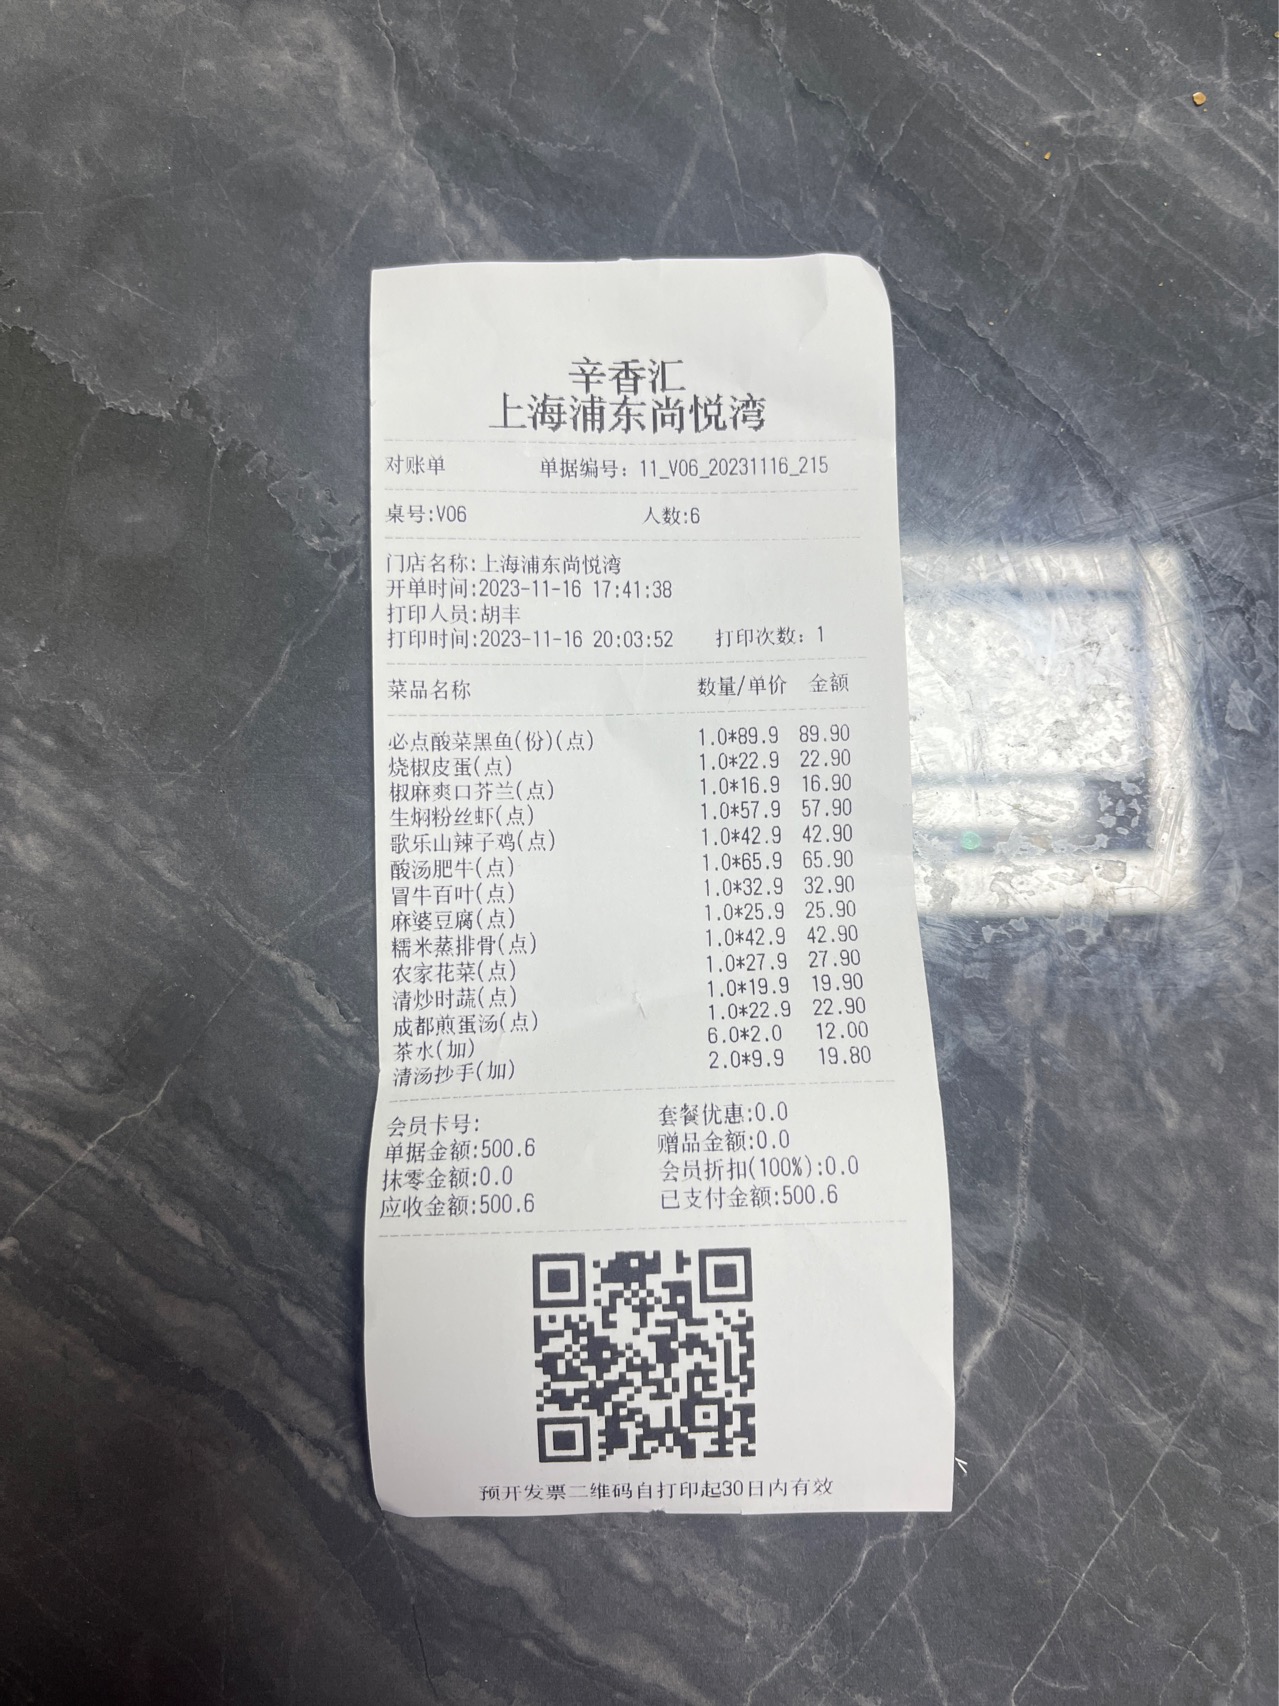 辛香汇
上海浦东尚悦湾
对账单 单据编号: 11_V06_20231116_215
桌号:V06 人数:6
门店名称:上海浦东尚悦湾
开单时间:2023-11-16 17:41:38
打印人员:胡丰
打印时间:2023-11-16 20:03:52 打印次数: 1
菜品名称 数量/单价 金额
必点酸菜黑鱼(份)(点) 1.0*89.9 89.90
烧椒皮蛋(点) 1.0*22.9 22.90
椒麻爽口芥兰(点) 1.0*16.9 16.90
生焖粉丝虾(点) 1.0*57.9 57.90
歌乐山辣子鸡(点) 1.0*42.9 42.90
酸汤肥牛(点) 1.0*65.9 65.90
冒牛百叶(点) 1.0*32.9 32.90
麻婆豆腐(点) 1.0*25.9 25.90
糯米蒸排骨(点) 1.0*42.9 42.90
农家花菜(点) 1.0*27.9 27.90
清炒时蔬(点) 1.0*19.9 19.90
成都煎蛋汤(点) 1.0*22.9 22.90
茶水(加) 6.0*2.0 12.00
清汤抄手(加) 2.0*9.9 19.80
会员卡号: 套餐优惠:0.0
单据金额:500.6 赠品金额:0.0
抹零金额:0.0 会员折扣(100%):0.0
应收金额:500.6 已支付金额:500.6
预开发票二维码自打印起30日内有效